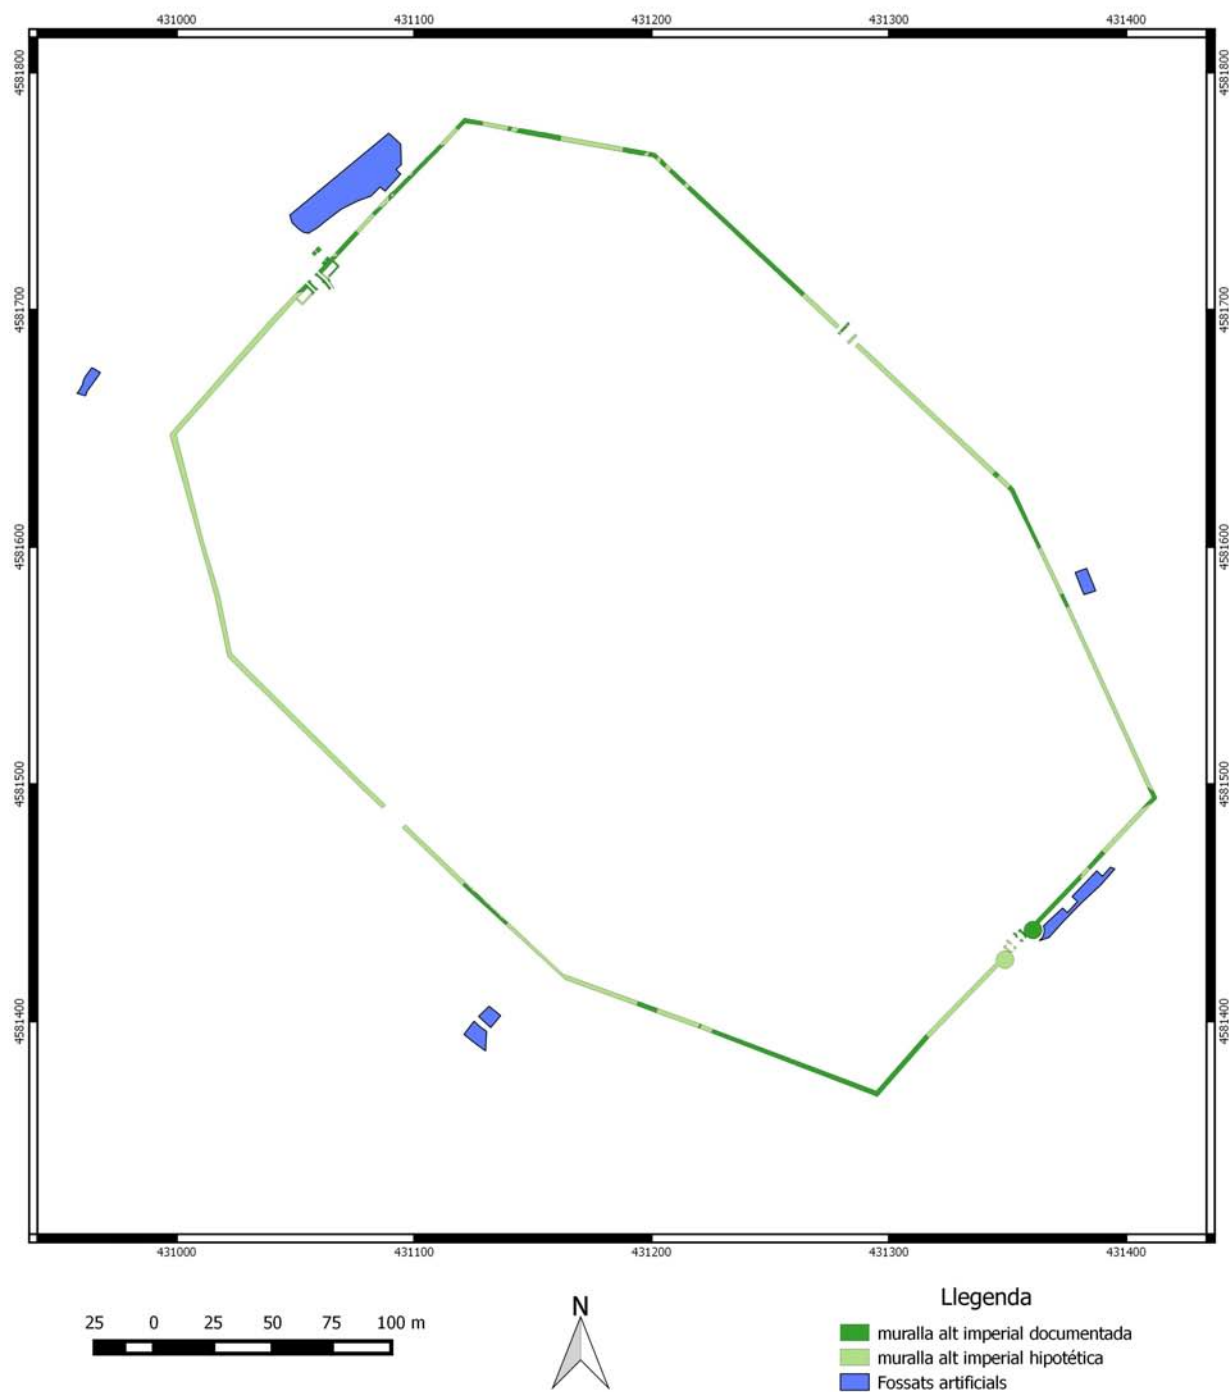 431000 431100 431200 431300 431400
4581800 4581800
4581700 4581700
4581600 4581600
4581500 4581500
4581400 4581400
431000 431100 431200 431300 431400
25 0 25 50 75 100 m
N
Llegenda
muralla alt imperial documentada
muralla alt imperial hipotética
Fossats artificials